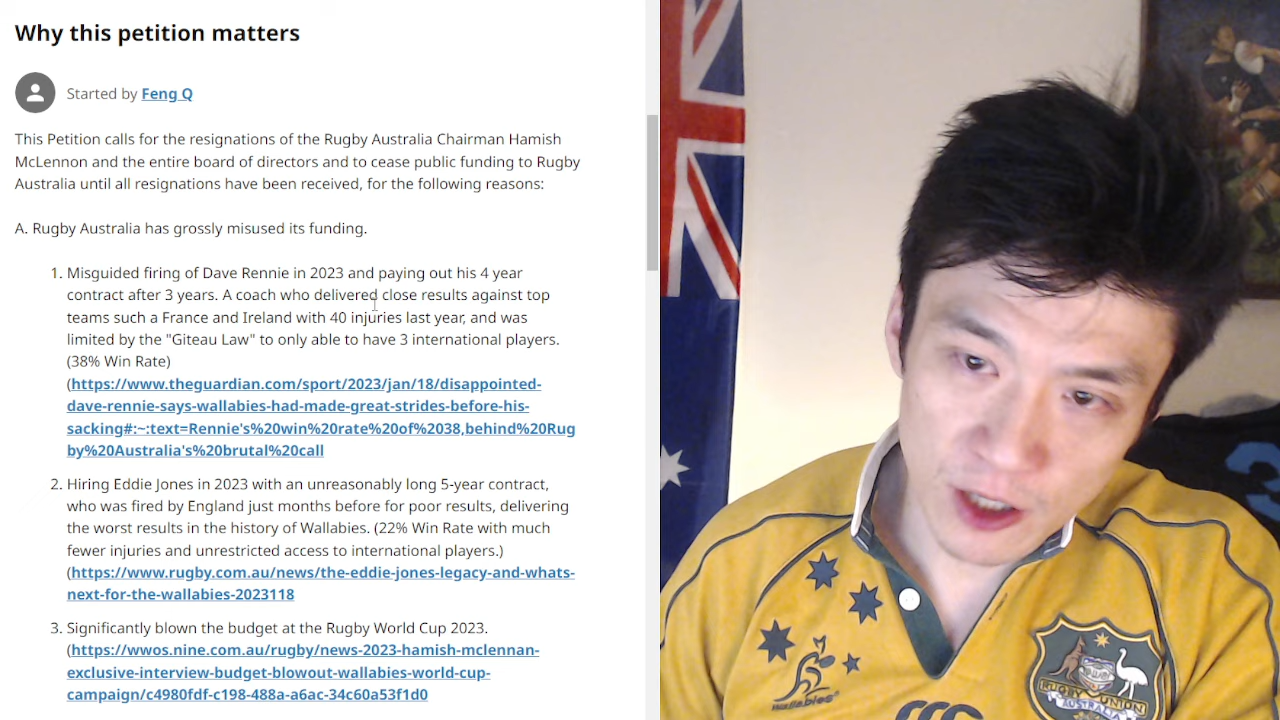 Why this petition matters
Started by Feng Q
This Petition calls for the resignations of the Rugby Australia Chairman Hamish
McLennon and the entire board of directors and to cease public funding to Rugby
Australia until all resignations have been received, for the following reasons:
A. Rugby Australia has grossly misused its funding.
1. Misguided firing of Dave Rennie in 2023 and paying out his 4 year
contract after 3 years. A coach who delivered close results against top
teams such a France and Ireland with 40 injuries last year, and was
limited by the "Giteau Law" to only able to have 3 international players.
(38% Win Rate)
(https://www.theguardian.com/sport/2023/jan/18/disappointed-
dave-rennie-says-wallabies-had-made-great-strides-before-his-
sacking#:~:text=Rennie's%20win%20rate%20of%2038,behind%20Rug
by%20Australia's%20brutal%20call
2. Hiring Eddie Jones in 2023 with an unreasonably long 5-year contract,
who was fired by England just months before for poor results, delivering
the worst results in the history of Wallabies. (22% Win Rate with much
fewer injuries and unrestricted access to international players.)
(https://www.rugby.com.au/news/the-eddie-jones-legacy-and-whats-
next-for-the-wallabies-2023118
3. Significantly blown the budget at the Rugby World Cup 2023.
(https://wwos.nine.com.au/rugby/news-2023-hamish-mclennan-
exclusive-interview-budget-blowout-wallabies-world-cup-
campaign/c4980fdf-c198-488a-a6ac-34c60a53f1d0
wallabies
RUGBY UNION
AUSTRALIA